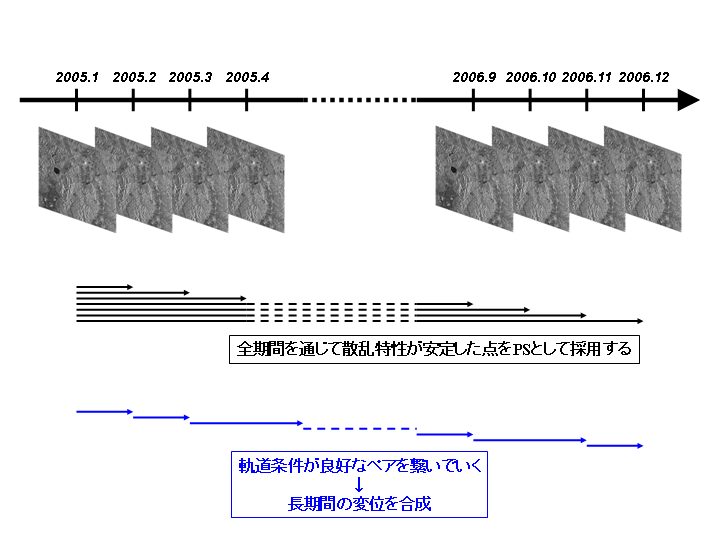 2005.1 2005.2 2005.3 2005.4 2006.9 2006.10 2006.11 2006.12
全期間を通じて散乱特性が安定した点をPSとして採用する
軌道条件が良好なペアを繋いでいく
↓
長期間の変位を合成